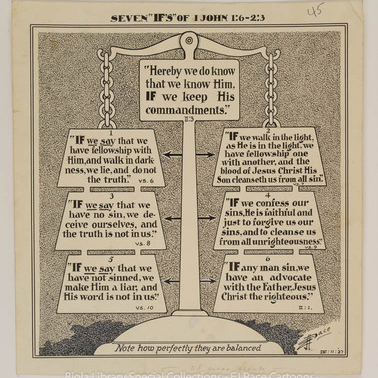 SEVEN "IF'S" OF I JOHN 1:6-2:3
45
"Hereby we do know
that we know Him,
IF we keep His
commandments."
II:3
1
"IF we say that we
have fellowship with
Him, and walk in dark-
ness, we lie, and do not
the truth." vs. 6
2
"IF we walk in the light,
as He is in the light, we
have fellowship one
with another, and the
blood of Jesus Christ His
Son cleanseth us from all sin."
3
"IF we say that we
have no sin, we de-
ceive ourselves, and
the truth is not in us."
vs. 8
4
"IF we confess our
sins, He is faithful and
just to forgive us our
sins, and to cleanse us
from all unrighteousness"
vs. 9
5
"IF we say that we
have not sinned, we
make Him a liar, and
His word is not in us."
vs. 10
6
"IF any man sin, we
have an advocate
with the Father, Jesus
Christ the righteous."
II:1.
Note how perfectly they are balanced
Pace
Biola Library Special Collections - EJ Pace Cartoons